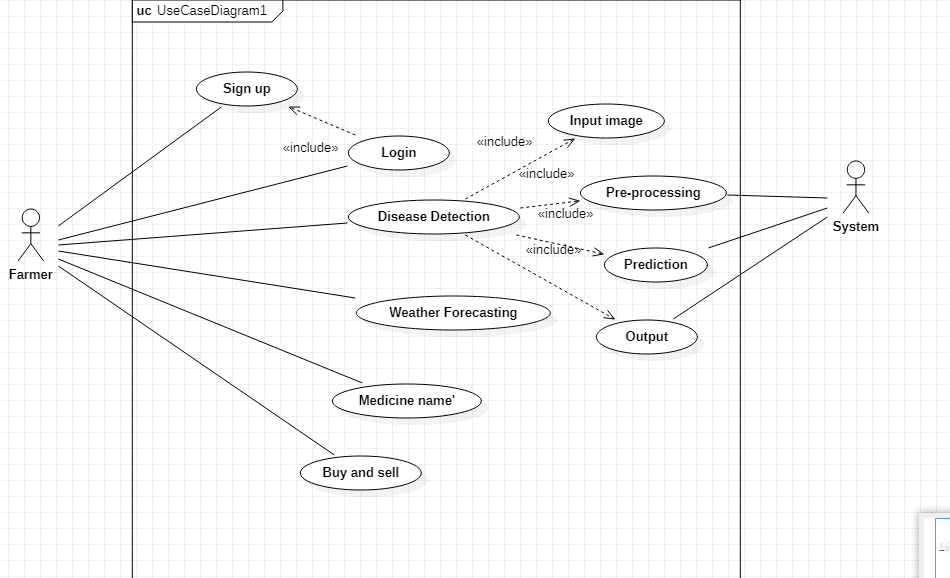 uc UseCaseDiagram1
Sign up
Input image
«include»
«include»
Login
«include»
Pre-processing
Disease Detection
«include»
System
«include»
Prediction
Farmer
Weather Forecasting
Output
Medicine name'
Buy and sell